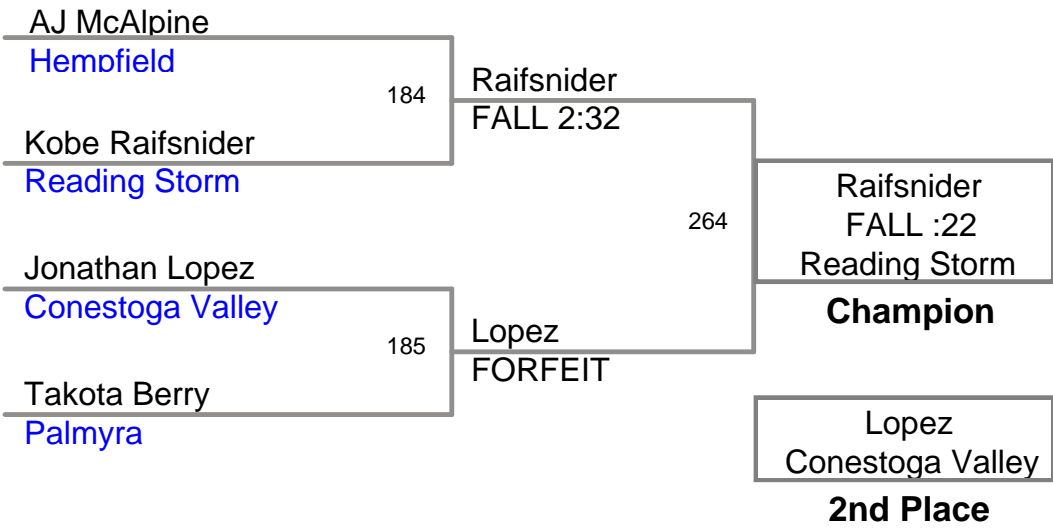 AJ McAlpine
Hempfield
184
Raifsnider
FALL 2:32
Kobe Raifsnider
Reading Storm
264
Raifsnider
FALL :22
Reading Storm
Champion
Jonathan Lopez
Conestoga Valley
185
Lopez
FORFEIT
Takota Berry
Palmyra
Lopez
Conestoga Valley
2nd Place